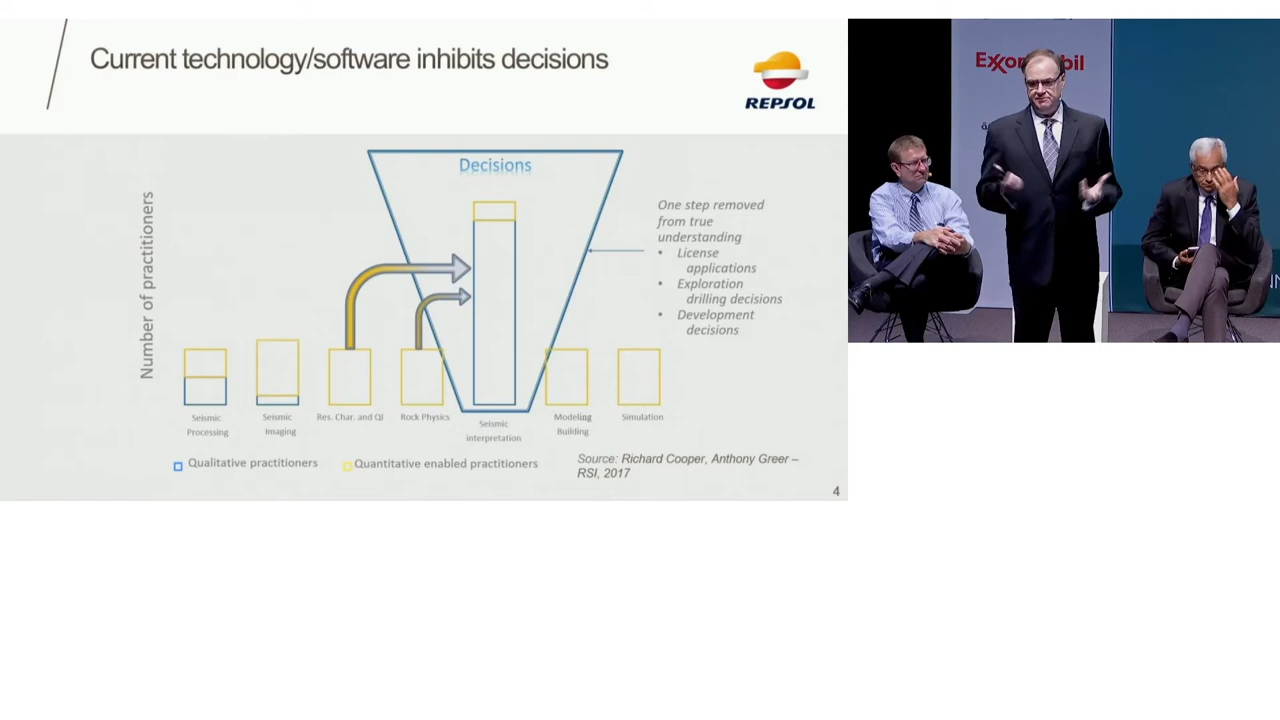 Current technology/software inhibits decisions
REPSOL
Decisions
Number of practitioners
One step removed
from true
understanding
• License
applications
• Exploration
drilling decisions
• Development
decisions
Seismic
Processing
Seismic
Imaging
Res. Char. and QI
Rock Physics
Seismic
interpretation
Modeling
Building
Simulation
Qualitative practitioners
Quantitative enabled practitioners
Source: Richard Cooper, Anthony Greer –
RSI, 2017
4